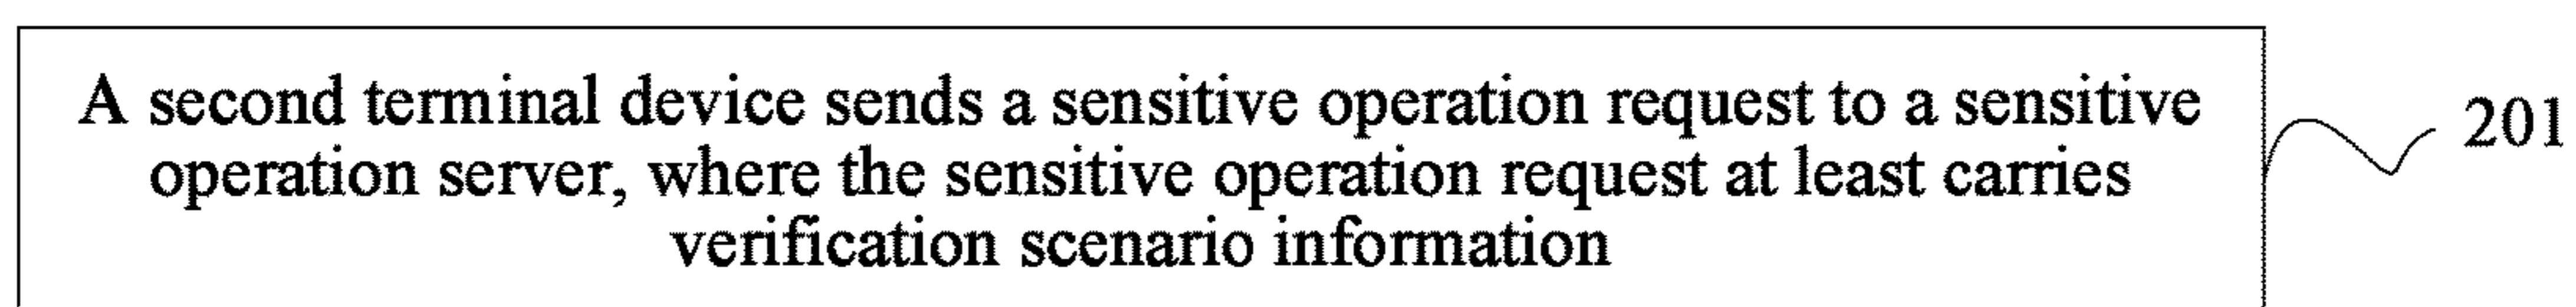 A second terminal device sends a sensitive operation request to a sensitive
operation server, where the sensitive operation request at least carries
verification scenario information
201